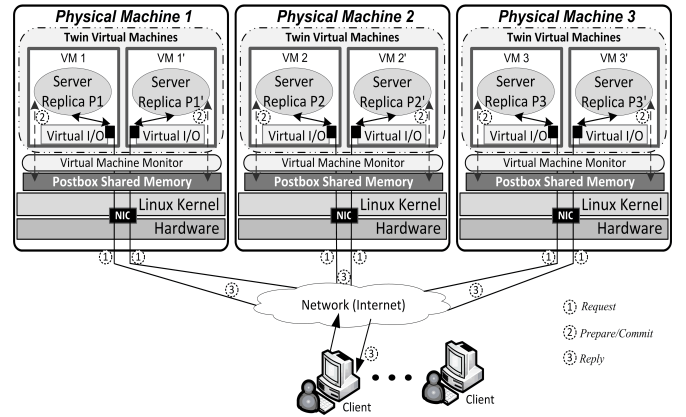 Physical Machine 1
Twin Virtual Machines
VM 1
VM 1'
Server
Replica P1
Server
Replica P1'
2
2
Virtual I/O
Virtual I/O
Virtual Machine Monitor
Postbox Shared Memory
Linux Kernel
NIC
Hardware
1
1
Physical Machine 2
Twin Virtual Machines
VM 2
VM 2'
Server
Replica P2
Server
Replica P2'
2
2
Virtual I/O
Virtual I/O
Virtual Machine Monitor
Postbox Shared Memory
Linux Kernel
NIC
Hardware
1
1
Physical Machine 3
Twin Virtual Machines
VM 3
VM 3'
Server
Replica P3
Server
Replica P3'
2
2
Virtual I/O
Virtual I/O
Virtual Machine Monitor
Postbox Shared Memory
Linux Kernel
NIC
Hardware
1
1
3
3
3
Network (Internet)
3
Client
Client
1 Request
2 Prepare/Commit
3 Reply